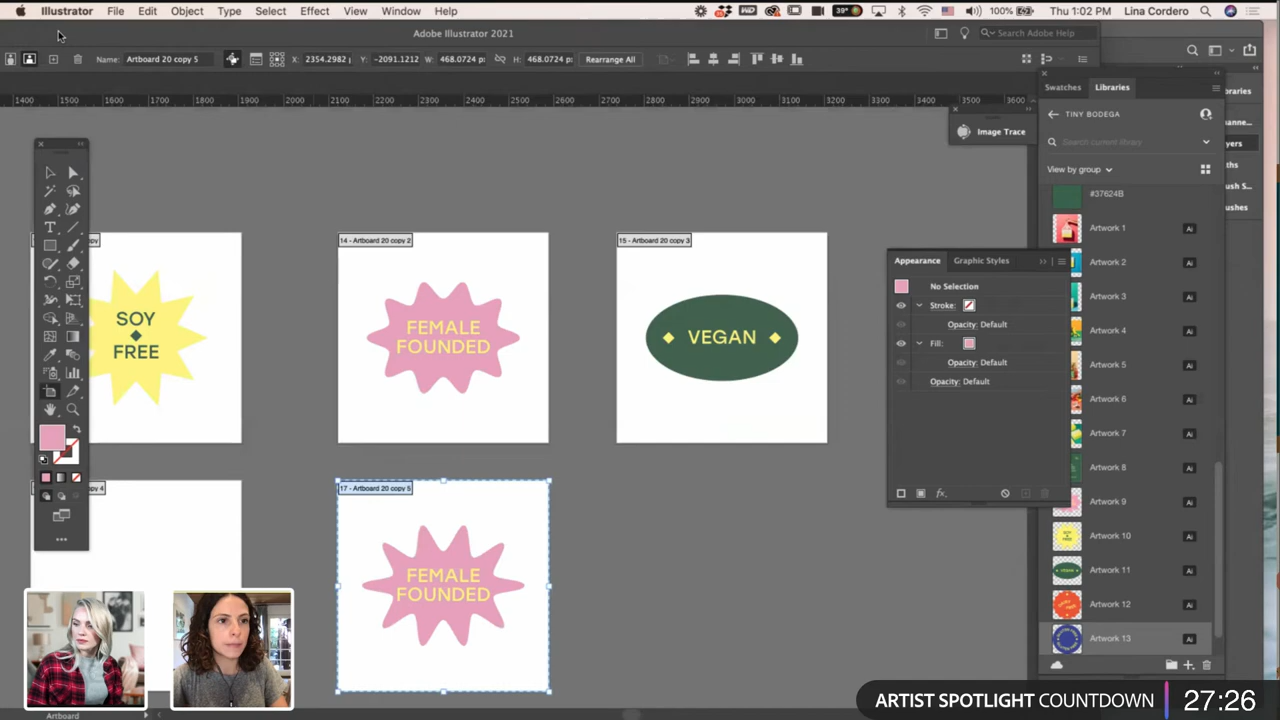 Illustrator File Edit Object Type Select Effect View Window Help
39° 100% Thu 1:02 PM Lina Cordero
Adobe Illustrator 2021
Search Adobe Help
Name: Artboard 20 copy 5 X: 2354.2982 Y: -2091.1212 W: 468.0724 p: H: 468.0724 p: Rearrange All
1400 1500 1600 1700 1800 1900 2000 2100 2200 2300 2400 2500 2600 2700 2800 2900 3000 3100 3200 3300 3400 3500 3600
Swatches Libraries
TINY BODEGA
Search current library
View by group
#37624B
Artwork 1
Artwork 2
Artwork 3
Artwork 4
Artwork 5
Artwork 6
Artwork 7
Artwork 8
Artwork 9
Artwork 10
Artwork 11
Artwork 12
Artwork 13
Image Trace
Appearance Graphic Styles
No Selection
Stroke:
Opacity: Default
Fill:
Opacity: Default
Opacity: Default
14 - Artboard 20 copy 2
15 - Artboard 20 copy 3
17 - Artboard 20 copy 5
SOY
FREE
FEMALE
FOUNDED
VEGAN
FEMALE
FOUNDED
Artboard
ARTIST SPOTLIGHT COUNTDOWN 27:26